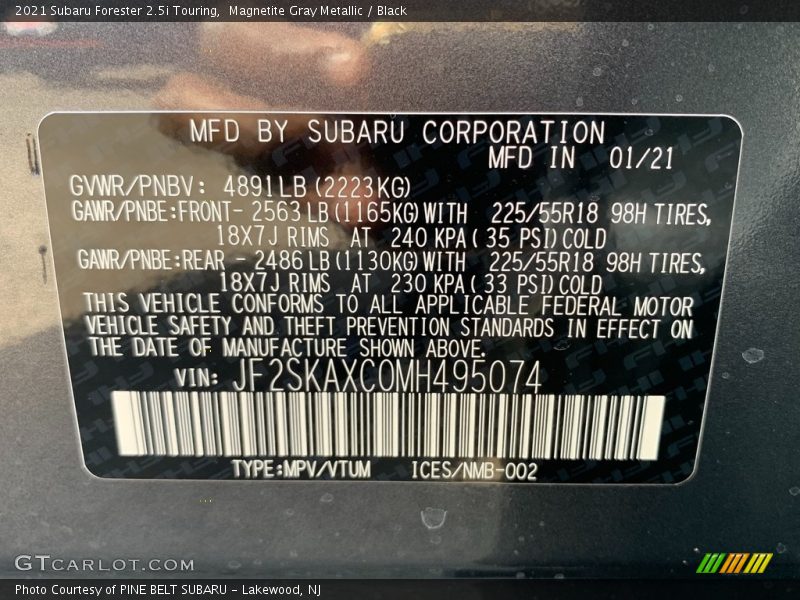 2021 Subaru Forester 2.5i Touring,  Magnetite Gray Metallic / Black
MFD BY SUBARU CORPORATION
MFD IN 01/21
GVWR/PNBV: 4891LB (2223KG)
GAWR/PNBE:FRONT- 2563 LB (1165KG) WITH 225/55R18 98H TIRES,
18X7J RIMS AT 240 KPA ( 35 PSI) COLD
GAWR/PNBE:REAR - 2486 LB (1130KG) WITH 225/55R18 98H TIRES,
18X7J RIMS AT 230 KPA ( 33 PSI) COLD
THIS VEHICLE CONFORMS TO ALL APPLICABLE FEDERAL MOTOR
VEHICLE SAFETY AND THEFT PREVENTION STANDARDS IN EFFECT ON
THE DATE OF MANUFACTURE SHOWN ABOVE.
VIN: JF2SKAXC0MH495074
TYPE:MPV/VTUM ICES/NMB-002
GTCARLOT.COM
Photo Courtesy of PINE BELT SUBARU - Lakewood, NJ